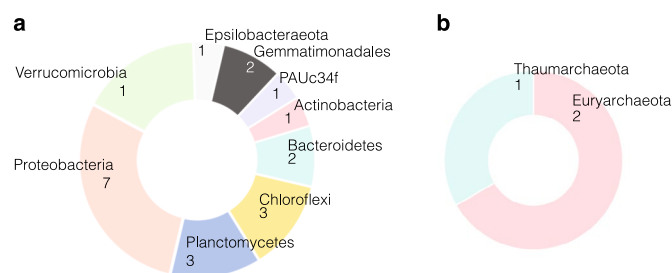 a
Epsilobacteraeota
1
Gemmatimonadales
2
PAUc34f
1
Actinobacteria
1
Bacteroidetes
2
Chloroflexi
3
Planctomycetes
3
Proteobacteria
7
Verrucomicrobia
1
b
Thaumarchaeota
1
Euryarchaeota
2